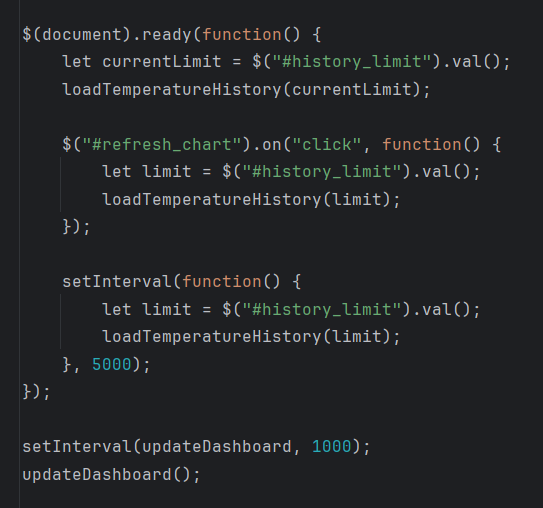 $(document).ready(function() {
    let currentLimit = $("#history_limit").val();
    loadTemperatureHistory(currentLimit);

    $("#refresh_chart").on("click", function() {
        let limit = $("#history_limit").val();
        loadTemperatureHistory(limit);
    });

    setInterval(function() {
        let limit = $("#history_limit").val();
        loadTemperatureHistory(limit);
    }, 5000);
});

setInterval(updateDashboard, 1000);
updateDashboard();